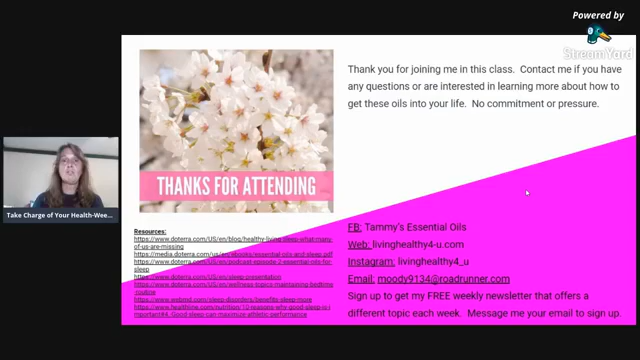 Powered by
StreamYard
Thank you for joining me in this class.  Contact me if you have
any questions or are interested in learning more about how to
get these oils into your life.  No commitment or pressure.
THANKS FOR ATTENDING
Take Charge of Your Health-Wee...
Resources:
https://www.doterra.com/US/en/blog/healthy-living-sleep-what-many-
of-us-are-missing
https://media.doterra.com/us/en/ebooks/essential-oils-and-sleep.pdf
https://www.doterra.com/US/en/podcast-episode-2-essential-oils-for-
sleep
https://www.doterra.com/US/en/sleep-presentation
https://www.doterra.com/US/en/wellness-topics-maintaining-bedtime
-routine
https://www.webmd.com/sleep-disorders/benefits-sleep-more
https://www.healthline.com/nutrition/10-reasons-why-good-sleep-is-i
mportant#4.-Good-sleep-can-maximize-athletic-performance
FB: Tammy's Essential Oils
Web: livinghealthy4-u.com
Instagram: livinghealthy4_u
Email: moody9134@roadrunner.com
Sign up to get my FREE weekly newsletter that offers a
different topic each week.  Message me your email to sign up.